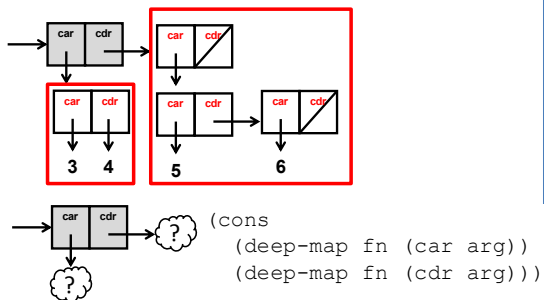 car cdr car cdr
car cdr car cdr car cdr
3 4 5 6
car cdr ? (cons
(deep-map fn (car arg))
? (deep-map fn (cdr arg)))